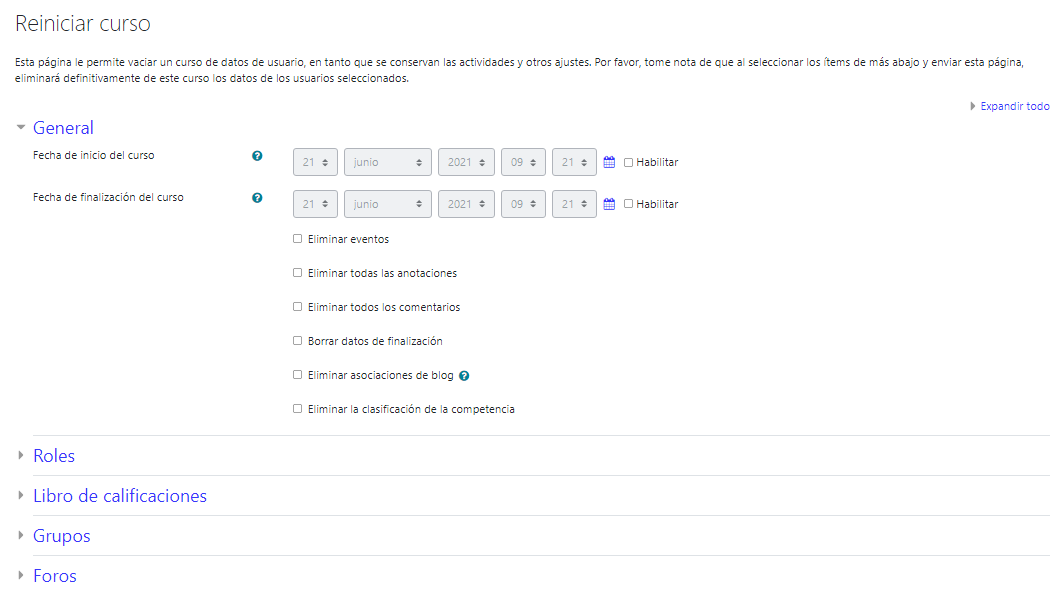 Reiniciar curso
Esta página le permite vaciar un curso de datos de usuario, en tanto que se conservan las actividades y otros ajustes. Por favor, tome nota de que al seleccionar los ítems de más abajo y enviar esta página,
eliminará definitivamente de este curso los datos de los usuarios seleccionados.
Expandir todo
General
Fecha de inicio del curso ? 21 junio 2021 09 21 Habilitar
Fecha de finalización del curso ? 21 junio 2021 09 21 Habilitar
Eliminar eventos
Eliminar todas las anotaciones
Eliminar todos los comentarios
Borrar datos de finalización
Eliminar asociaciones de blog ?
Eliminar la clasificación de la competencia
Roles
Libro de calificaciones
Grupos
Foros